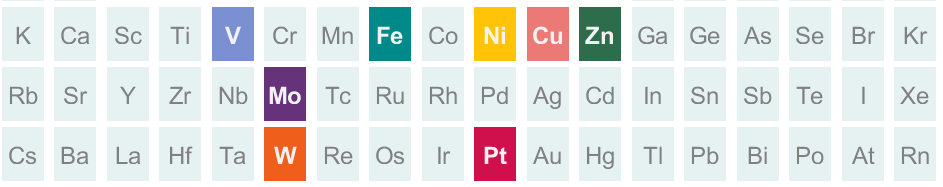 K Ca Sc Ti V Cr Mn Fe Co Ni Cu Zn Ga Ge As Se Br Kr
Rb Sr Y Zr Nb Mo Tc Ru Rh Pd Ag Cd In Sn Sb Te I Xe
Cs Ba La Hf Ta W Re Os Ir Pt Au Hg Tl Pb Bi Po At Rn